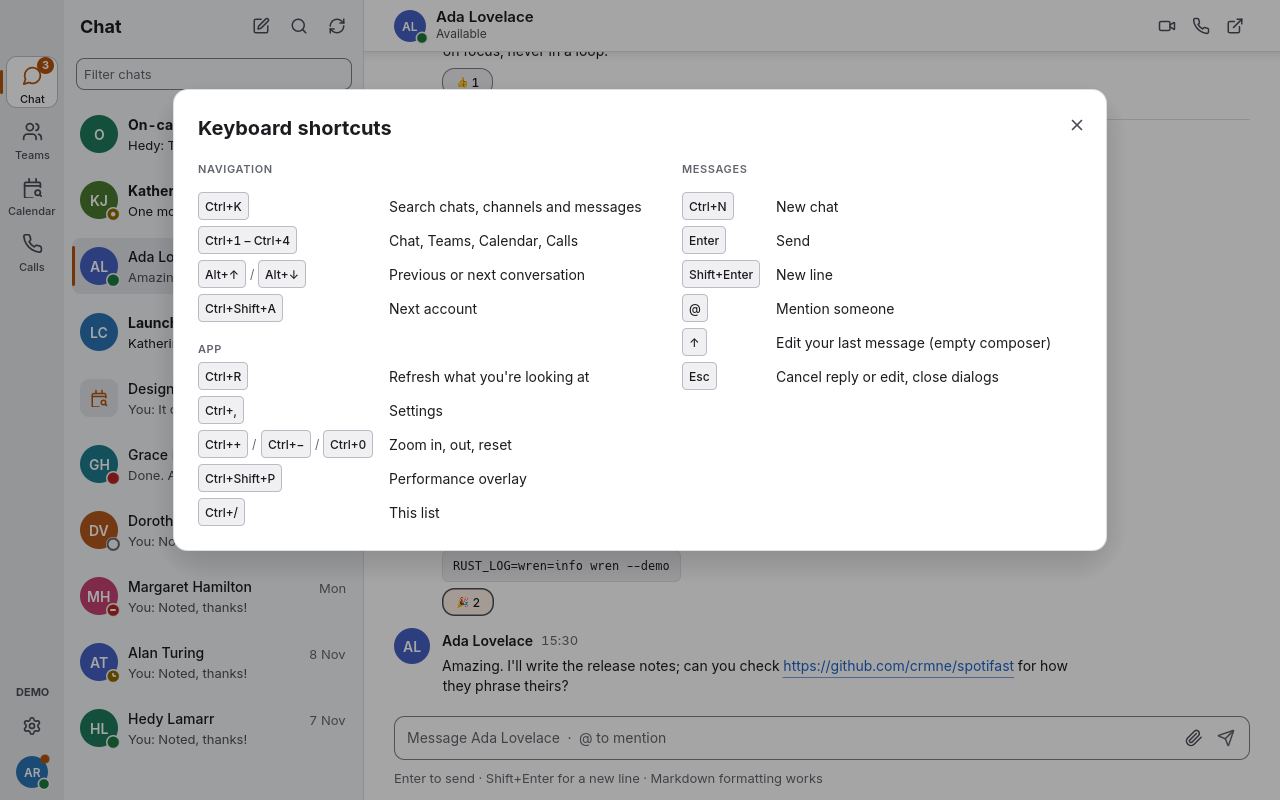 Chat
Ada Lovelace
AL
Available
3
Chat
Teams
Calendar
Calls
Filter chats
on focus, never in a loop.
👍 1
O
On-ca
Hedy: T
KJ
Kather
One mo
AL
Ada Lo
Amazin
LC
Launch
Katheri
Design
You: It c
GH
Grace
Done. A
DV
Doroth
You: No
MH
Margaret Hamilton
Mon
You: Noted, thanks!
AT
Alan Turing
8 Nov
You: Noted, thanks!
HL
Hedy Lamarr
7 Nov
You: Noted, thanks!
DEMO
AR
Keyboard shortcuts
NAVIGATION
Ctrl+K Search chats, channels and messages
Ctrl+1 – Ctrl+4 Chat, Teams, Calendar, Calls
Alt+↑ / Alt+↓ Previous or next conversation
Ctrl+Shift+A Next account
APP
Ctrl+R Refresh what you're looking at
Ctrl+, Settings
Ctrl++ / Ctrl+− / Ctrl+0 Zoom in, out, reset
Ctrl+Shift+P Performance overlay
Ctrl+/ This list
MESSAGES
Ctrl+N New chat
Enter Send
Shift+Enter New line
@ Mention someone
↑ Edit your last message (empty composer)
Esc Cancel reply or edit, close dialogs
RUST_LOG=wren=info wren --demo
🎉 2
AL
Ada Lovelace 15:30
Amazing. I'll write the release notes; can you check https://github.com/crmne/spotifast for how
they phrase theirs?
Message Ada Lovelace · @ to mention
Enter to send · Shift+Enter for a new line · Markdown formatting works